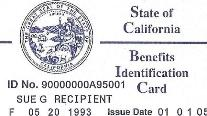 State of
California
Benefits
Identification
Card
ID No. 90000000A95001
SUE G RECIPIENT
F 05 20 1993 Issue Date 01 01 05